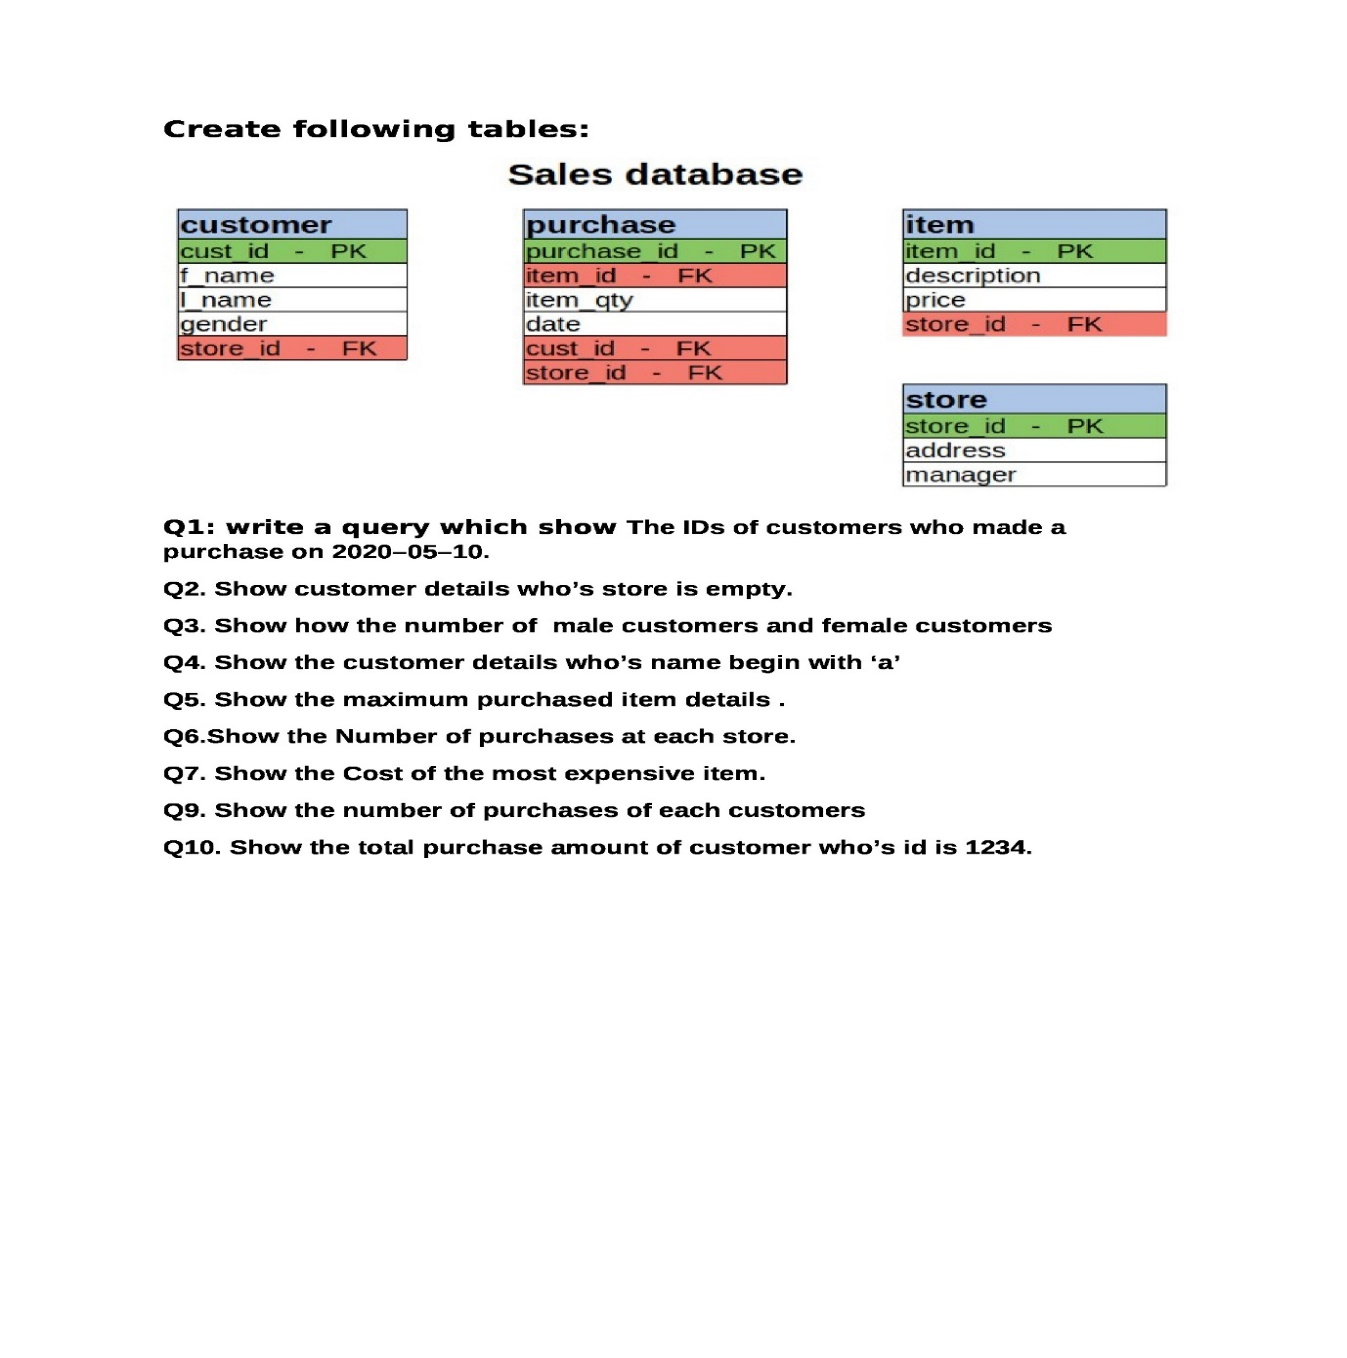 Create following tables:
Sales database
customer
cust_id - PK
f_name
l_name
gender
store_id - FK
purchase
purchase_id - PK
item_id - FK
item_qty
date
cust_id - FK
store_id - FK
item
item_id - PK
description
price
store_id - FK
store
store_id - PK
address
manager
Q1: write a query which show The IDs of customers who made a
purchase on 2020–05–10.
Q2. Show customer details who’s store is empty.
Q3. Show how the number of  male customers and female customers
Q4. Show the customer details who’s name begin with ‘a’
Q5. Show the maximum purchased item details .
Q6.Show the Number of purchases at each store.
Q7. Show the Cost of the most expensive item.
Q9. Show the number of purchases of each customers
Q10. Show the total purchase amount of customer who’s id is 1234.